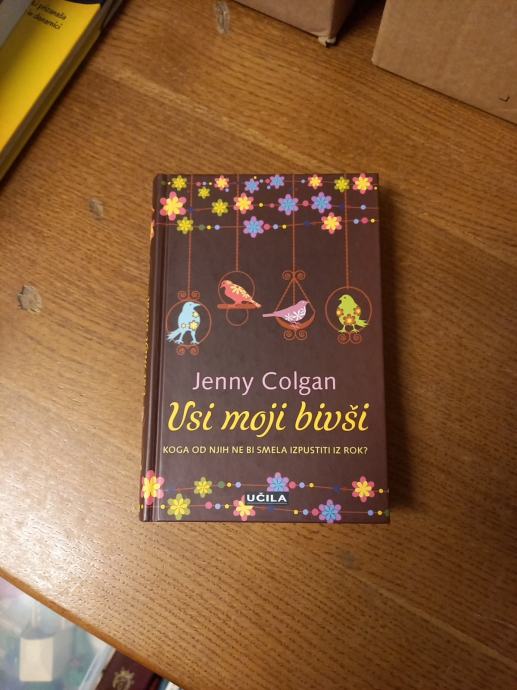 Jenny Colgan
Vsi moji bivši
KOGA OD NJIH NE BI SMELA IZPUSTITI IZ ROK?
UČILA